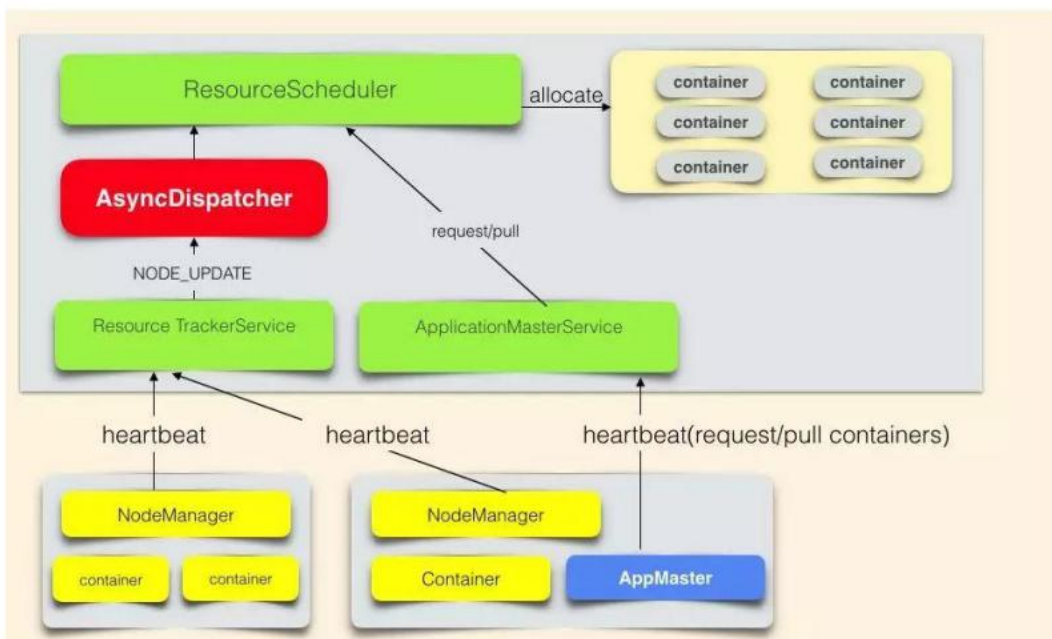 ResourceScheduler
allocate
container
container
container
container
container
container
AsyncDispatcher
request/pull
NODE_UPDATE
Resource TrackerService
ApplicationMasterService
heartbeat
heartbeat
heartbeat(request/pull containers)
NodeManager
NodeManager
container
container
Container
AppMaster